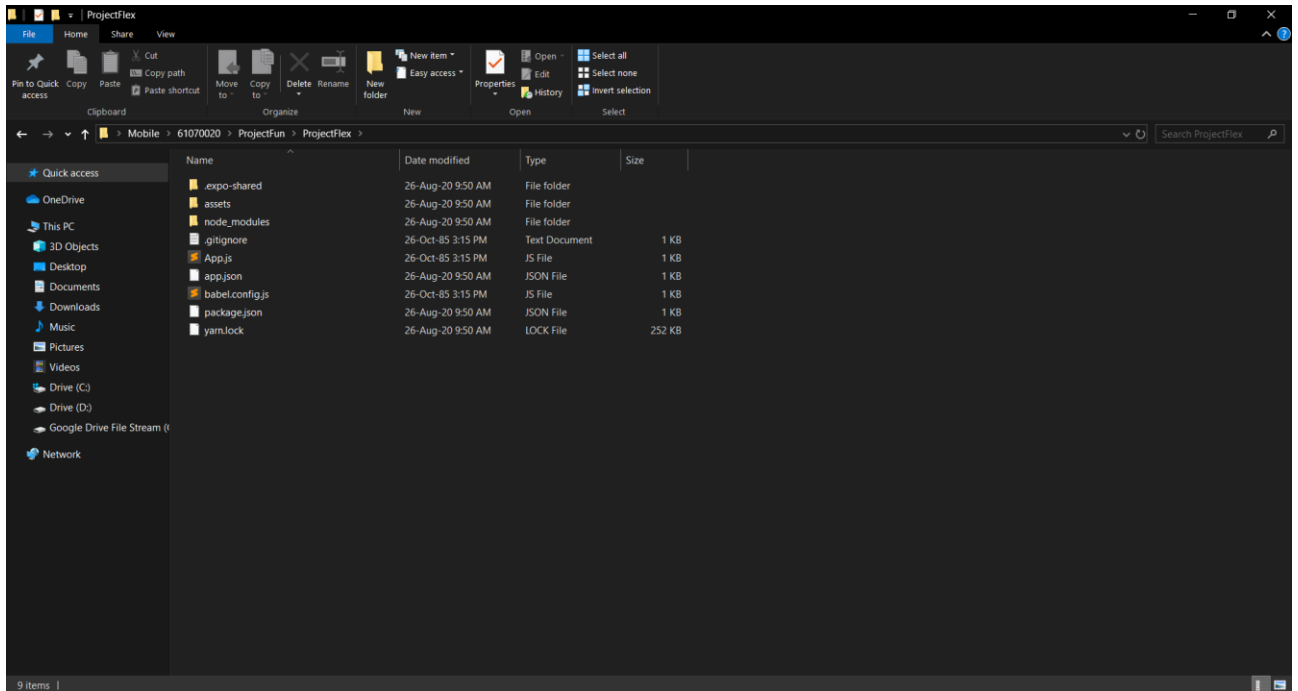 ProjectFlex
File Home Share View
Pin to Quick access
Copy
Paste
Cut
Copy path
Paste shortcut
Clipboard
Move to
Copy to
Delete
Rename
Organize
New folder
New item
Easy access
New
Properties
Open
Edit
History
Open
Select all
Select none
Invert selection
Select
Mobile > 61070020 > ProjectFun > ProjectFlex >
Search ProjectFlex
Quick access
OneDrive
This PC
3D Objects
Desktop
Documents
Downloads
Music
Pictures
Videos
Drive (C:)
Drive (D:)
Google Drive File Stream (
Network
Name Date modified Type Size
.expo-shared 26-Aug-20 9:50 AM File folder
assets 26-Aug-20 9:50 AM File folder
node_modules 26-Aug-20 9:50 AM File folder
.gitignore 26-Oct-85 3:15 PM Text Document 1 KB
App.js 26-Oct-85 3:15 PM JS File 1 KB
app.json 26-Aug-20 9:50 AM JSON File 1 KB
babel.config.js 26-Oct-85 3:15 PM JS File 1 KB
package.json 26-Aug-20 9:50 AM JSON File 1 KB
yarn.lock 26-Aug-20 9:50 AM LOCK File 252 KB
9 items